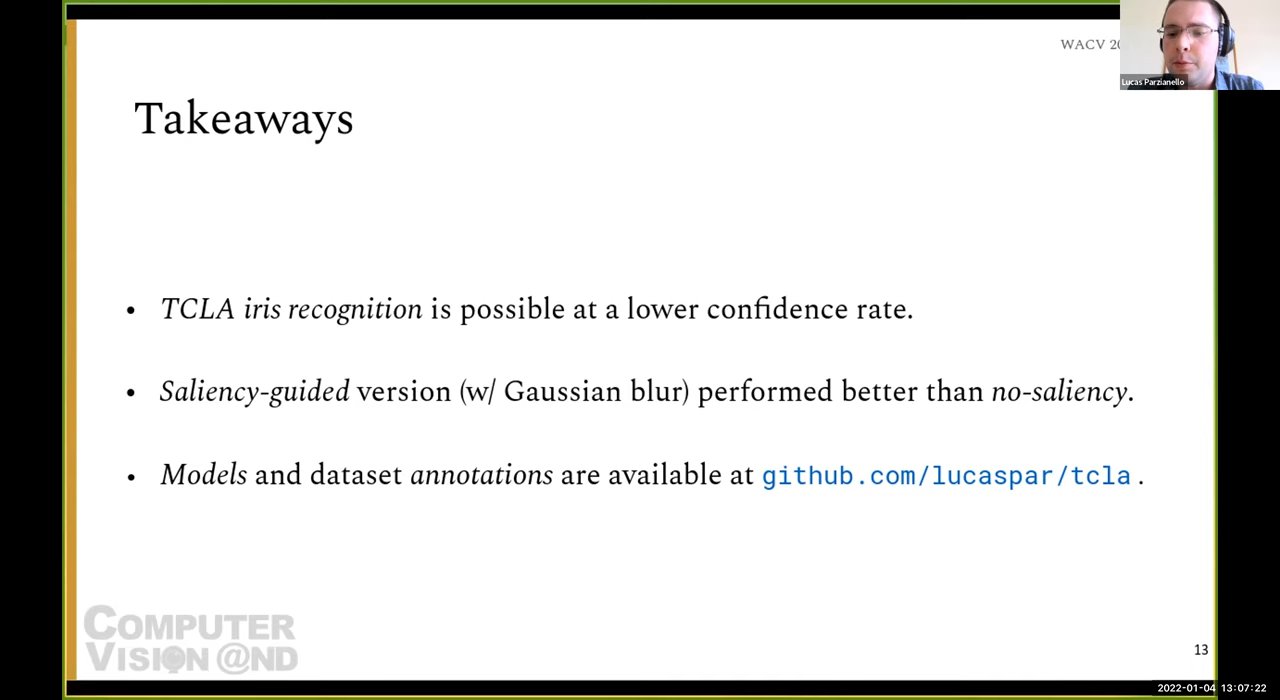 WACV
Lucas Parzianello
Takeaways
• TCLA iris recognition is possible at a lower confidence rate.
• Saliency-guided version (w/ Gaussian blur) performed better than no-saliency.
• Models and dataset annotations are available at github.com/lucaspar/tcla .
COMPUTER
VISION @ND
13
2022-01-04 13:07:22